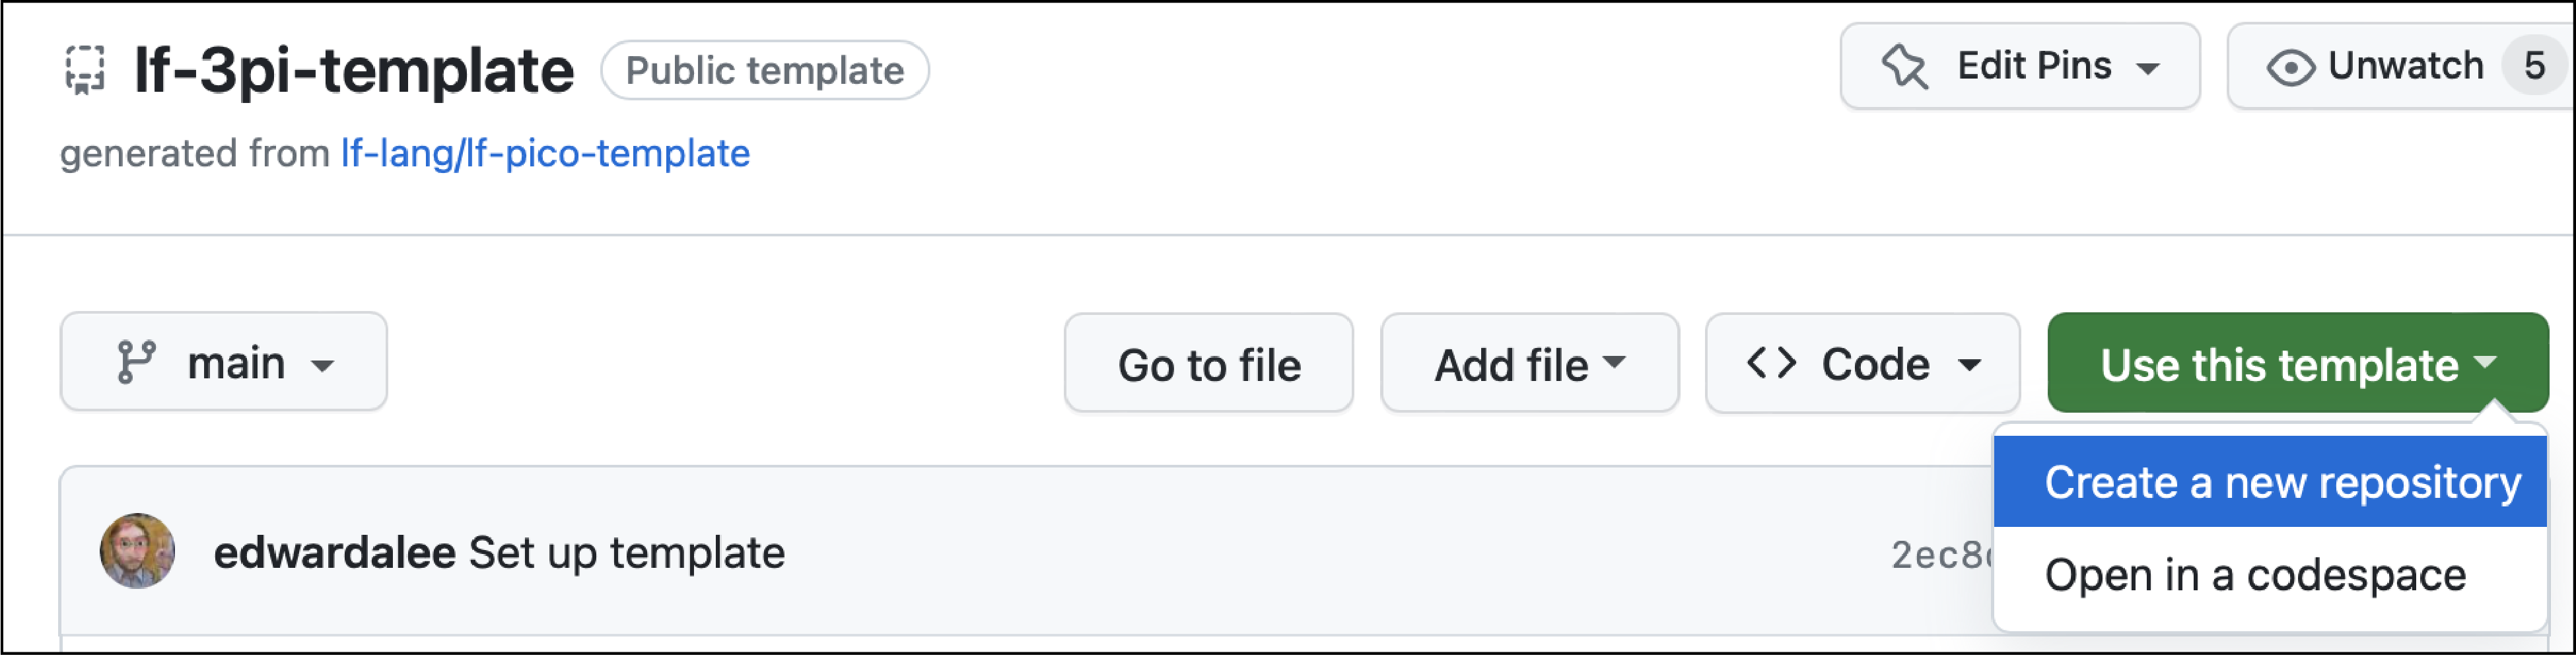 lf-3pi-template Public template Edit Pins Unwatch 5
generated from lf-lang/lf-pico-template
main Go to file Add file Code Use this template
Create a new repository
edwardalee Set up template 2ec8
Open in a codespace